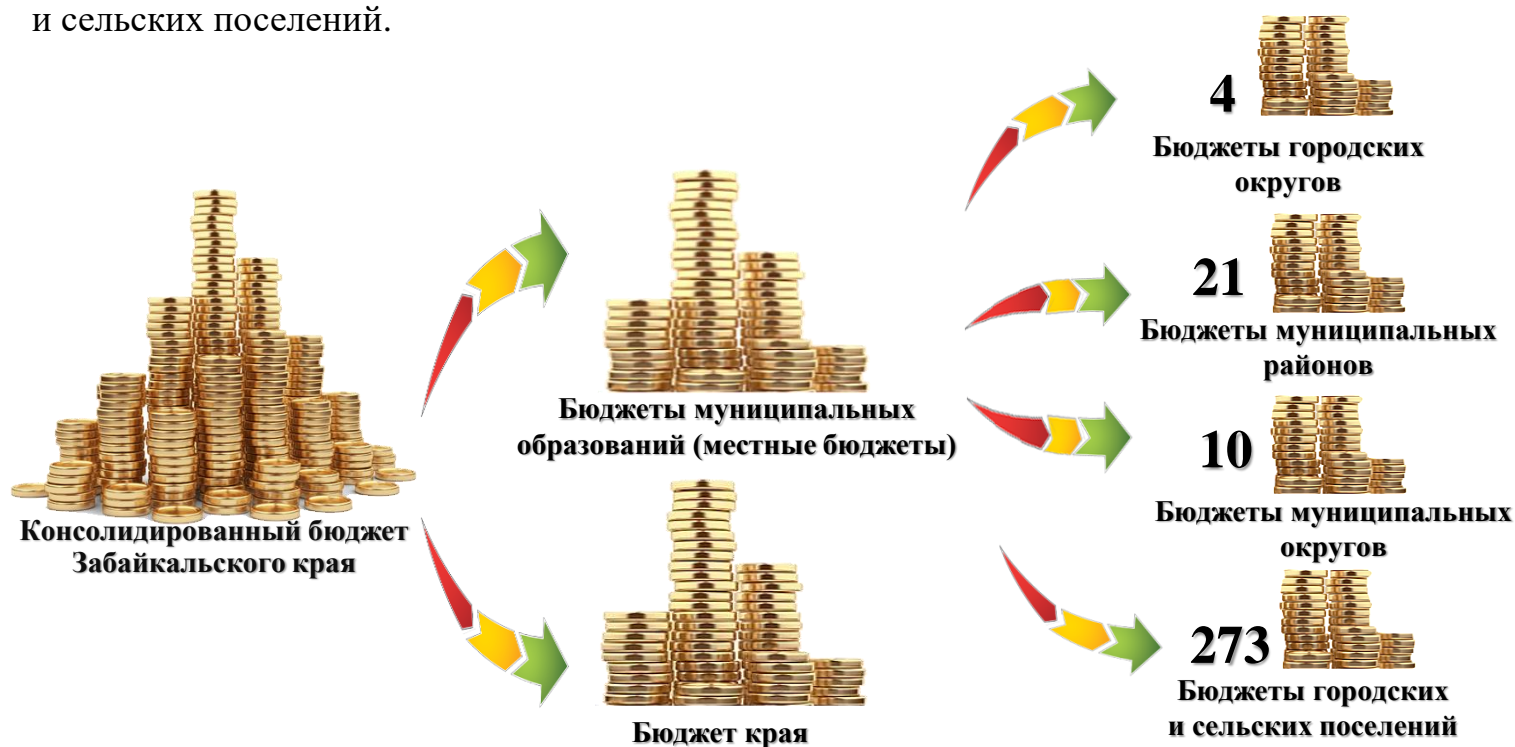 и сельских поселений.
4
Бюджеты городских
округов
21
Бюджеты муниципальных
районов
Бюджеты муниципальных
образований (местные бюджеты)
10
Бюджеты муниципальных
округов
Консолидированный бюджет
Забайкальского края
273
Бюджеты городских
и сельских поселений
Бюджет края